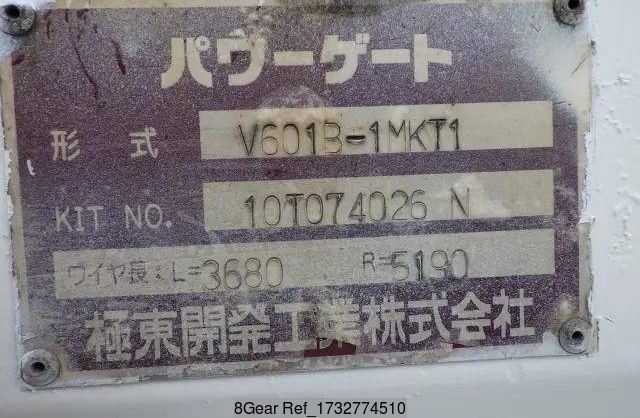 パワーゲート
形 式 V601B-1MKT1
KIT NO. 10T074026 N
ワイヤ長: L=3680 R=5190
極東開発工業株式会社
8Gear Ref_1732774510